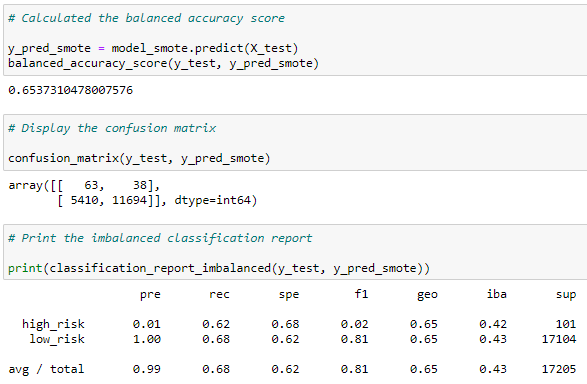 # Calculated the balanced accuracy score
y_pred_smote = model_smote.predict(X_test)
balanced_accuracy_score(y_test, y_pred_smote)
0.6537310478007576
# Display the confusion matrix
confusion_matrix(y_test, y_pred_smote)
array([[   63,    38],
       [ 5410, 11694]], dtype=int64)
# Print the imbalanced classification report
print(classification_report_imbalanced(y_test, y_pred_smote))
pre rec spe f1 geo iba sup
high_risk 0.01 0.62 0.68 0.02 0.65 0.42 101
low_risk 1.00 0.68 0.62 0.81 0.65 0.43 17104
avg / total 0.99 0.68 0.62 0.81 0.65 0.43 17205